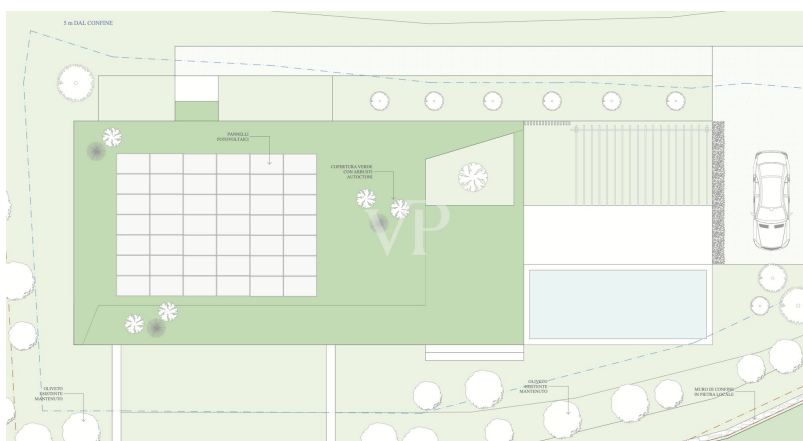 5 m DAL CONFINE
PANNELLI
FOTOVOLTAICI
COPERTURA VERDE
CON ARBUSTI
AUTOCTONI
VP
OLIVETO
ESISTENTE
MANTENUTO
OLIVETO
ESISTENTE
MANTENUTO
MURO DI CONFINE
IN PIETRA LOCALE